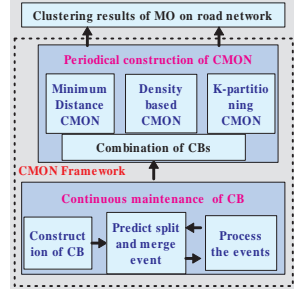 Clustering results of MO on road network
Periodical construction of CMON
Minimum
Distance
CMON
Density
based
CMON
K-partitio
ning
CMON
Combination of CBs
CMON Framework
Continuous maintenance of CB
Construct
ion of CB
Predict split
and merge
event
Process
the events